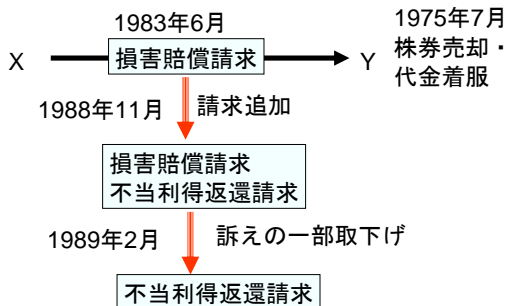 1983年6月
1975年7月
株券売却・
代金着服
X
損害賠償請求
Y
1988年11月
請求追加
損害賠償請求
不当利得返還請求
1989年2月
訴えの一部取下げ
不当利得返還請求